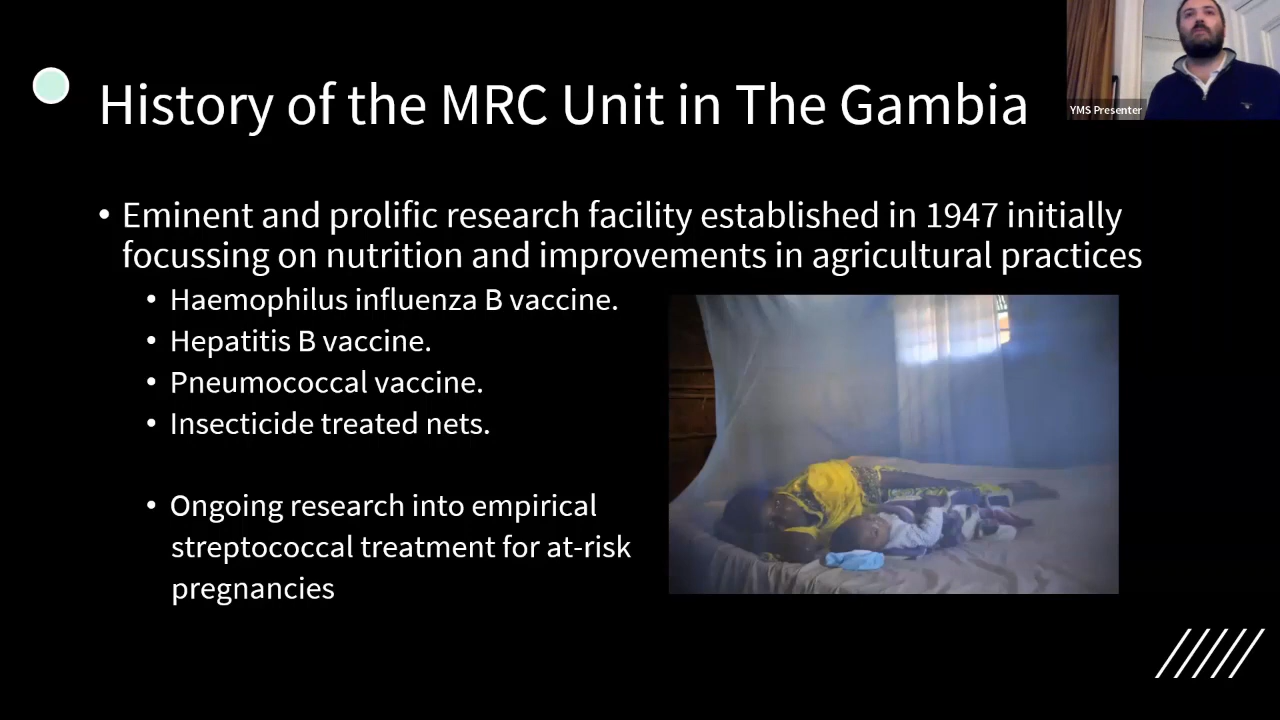 YMS Presenter
History of the MRC Unit in The Gambia
• Eminent and prolific research facility established in 1947 initially
focussing on nutrition and improvements in agricultural practices
• Haemophilus influenza B vaccine.
• Hepatitis B vaccine.
• Pneumococcal vaccine.
• Insecticide treated nets.
• Ongoing research into empirical
streptococcal treatment for at-risk
pregnancies